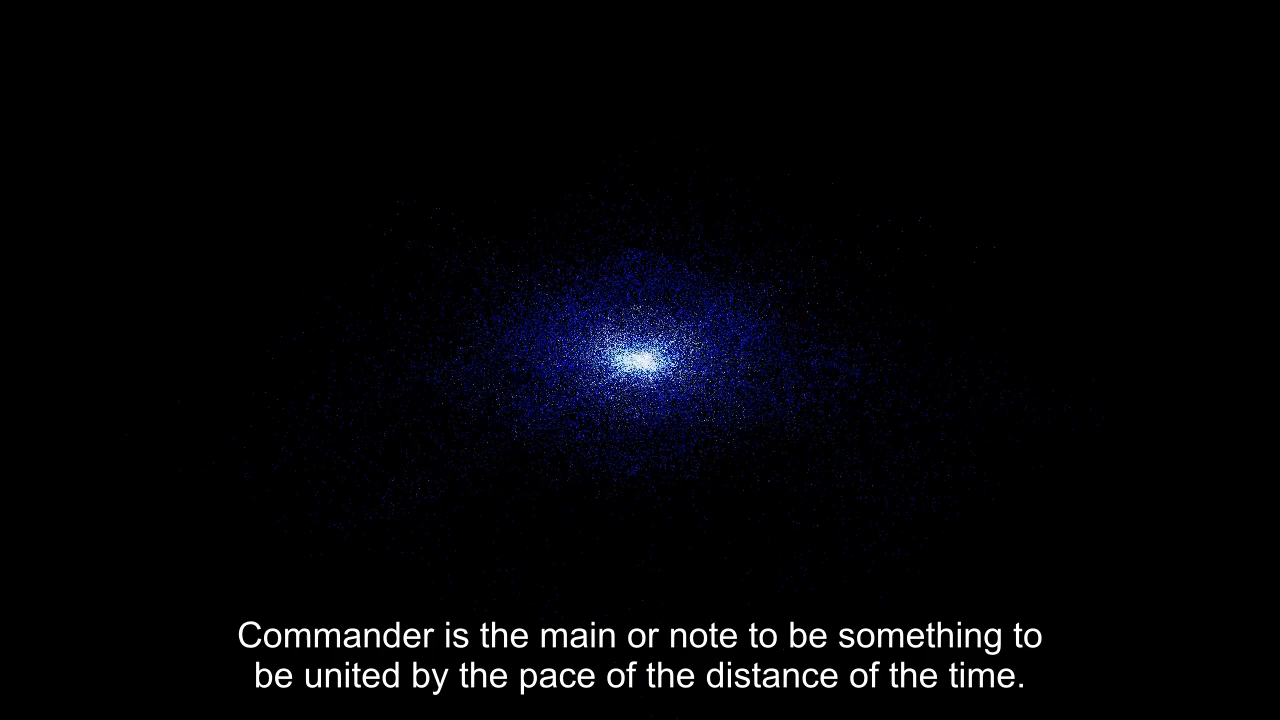 Commander is the main or note to be something to
be united by the pace of the distance of the time.